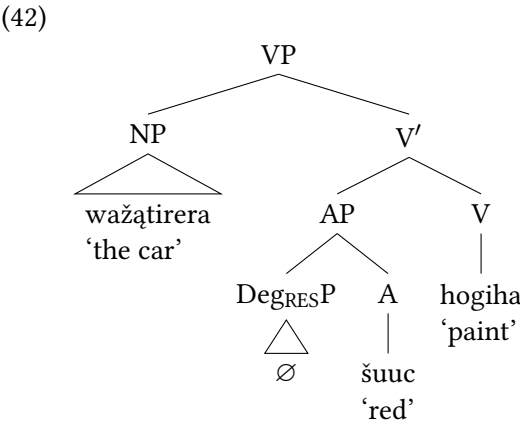 (42)
VP
NP V′
wažątirera
‘the car’
AP V
DegRESP A hogiha
‘paint’
∅ šuuc
‘red’